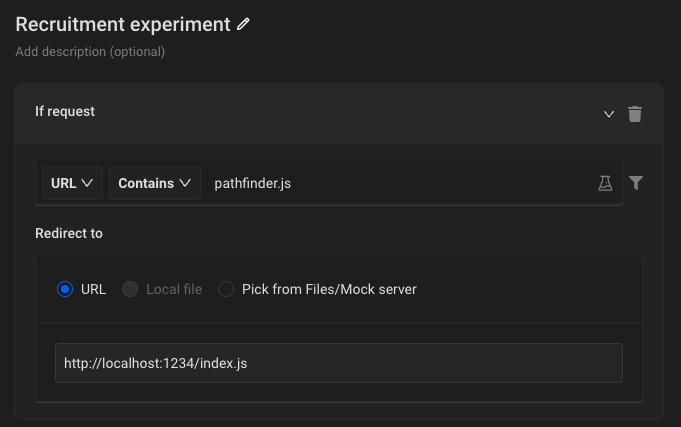 Recruitment experiment
Add description (optional)
If request
URL Contains pathfinder.js
Redirect to
URL Local file Pick from Files/Mock server
http://localhost:1234/index.js